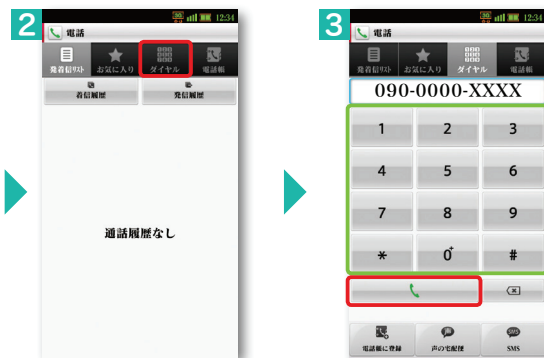 2
3G 12:34
電話
発着信リスト お気に入り ダイヤル 電話帳
着信履歴 発信履歴
通話履歴なし
3
3G 12:34
電話
発着信リスト お気に入り ダイヤル 電話帳
090-0000-XXXX
1 2 3
4 5 6
7 8 9
* 0+ #
電話帳に登録 声の宅配便 SMS